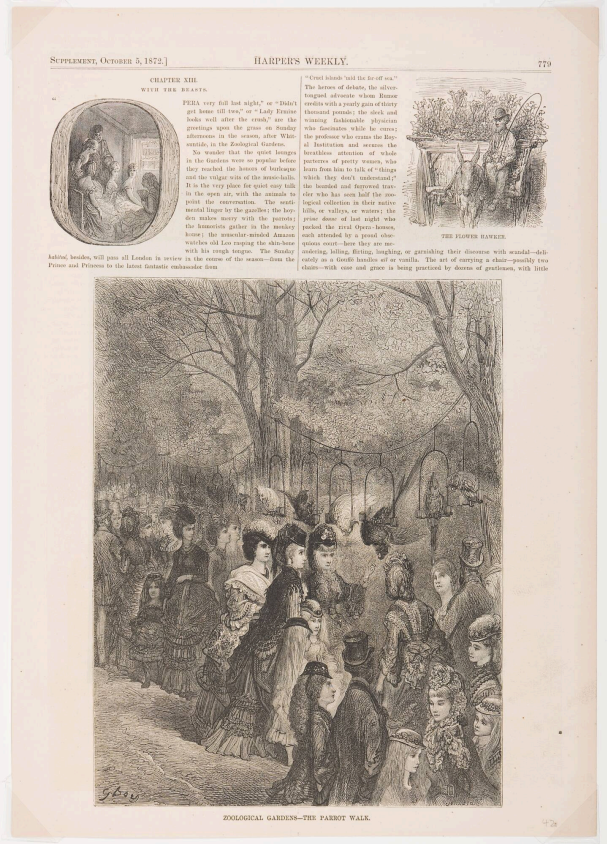 SUPPLEMENT, OCTOBER 5, 1872.]
HARPER'S WEEKLY.
779
CHAPTER XIII.
WITH THE BEASTS.
"
PERA very full last night," or "Didn't
get home till two," or "Lady Ermine
looks well after the crush," are the
greetings upon the grass on Sunday
afternoons in the season, after Whit-
suntide, in the Zoological Gardens.
No wonder that the quiet lounges
in the Gardens were so popular before
they reached the honors of burlesque
and the vulgar wits of the music-halls.
It is the very place for quiet easy talk
in the open air, with the animals to
point the conversation. The senti-
mental linger by the gazelles; the hoy-
den makes merry with the parrots;
the humorists gather in the monkey
house; the muscular-minded Amazon
watches old Leo rasping the shin-bone
with his rough tongue. The Sunday
habitué, besides, will pass all London in review in the course of the season—from the
Prince and Princess to the latest fantastic embassador from
"Cruel islands 'mid the far-off sea."
The heroes of debate, the silver-
tongued advocate whom Rumor
credits with a yearly gain of thirty
thousand pounds; the sleek and
winning fashionable physician
who fascinates while he cures;
the professor who crams the Roy-
al Institution and secures the
breathless attention of whole
parterres of pretty women, who
learn from him to talk of "things
which they don't understand;"
the bearded and furrowed trav-
eler who has seen half the zoo-
logical collection in their native
hills, or valleys, or waters; the
prime donne of last night who
packed the rival Opera-houses,
each attended by a proud obse-
quious court—here they are me-
andering, lolling, flirting, laughing, or garnishing their discourse with scandal—deli-
cately as a Gouffé handles ail or vanilla. The art of carrying a chair—possibly two
chairs—with ease and grace is being practiced by dozens of gentlemen, with little
THE FLOWER HAWKER.
G Doré
ZOOLOGICAL GARDENS—THE PARROT WALK.